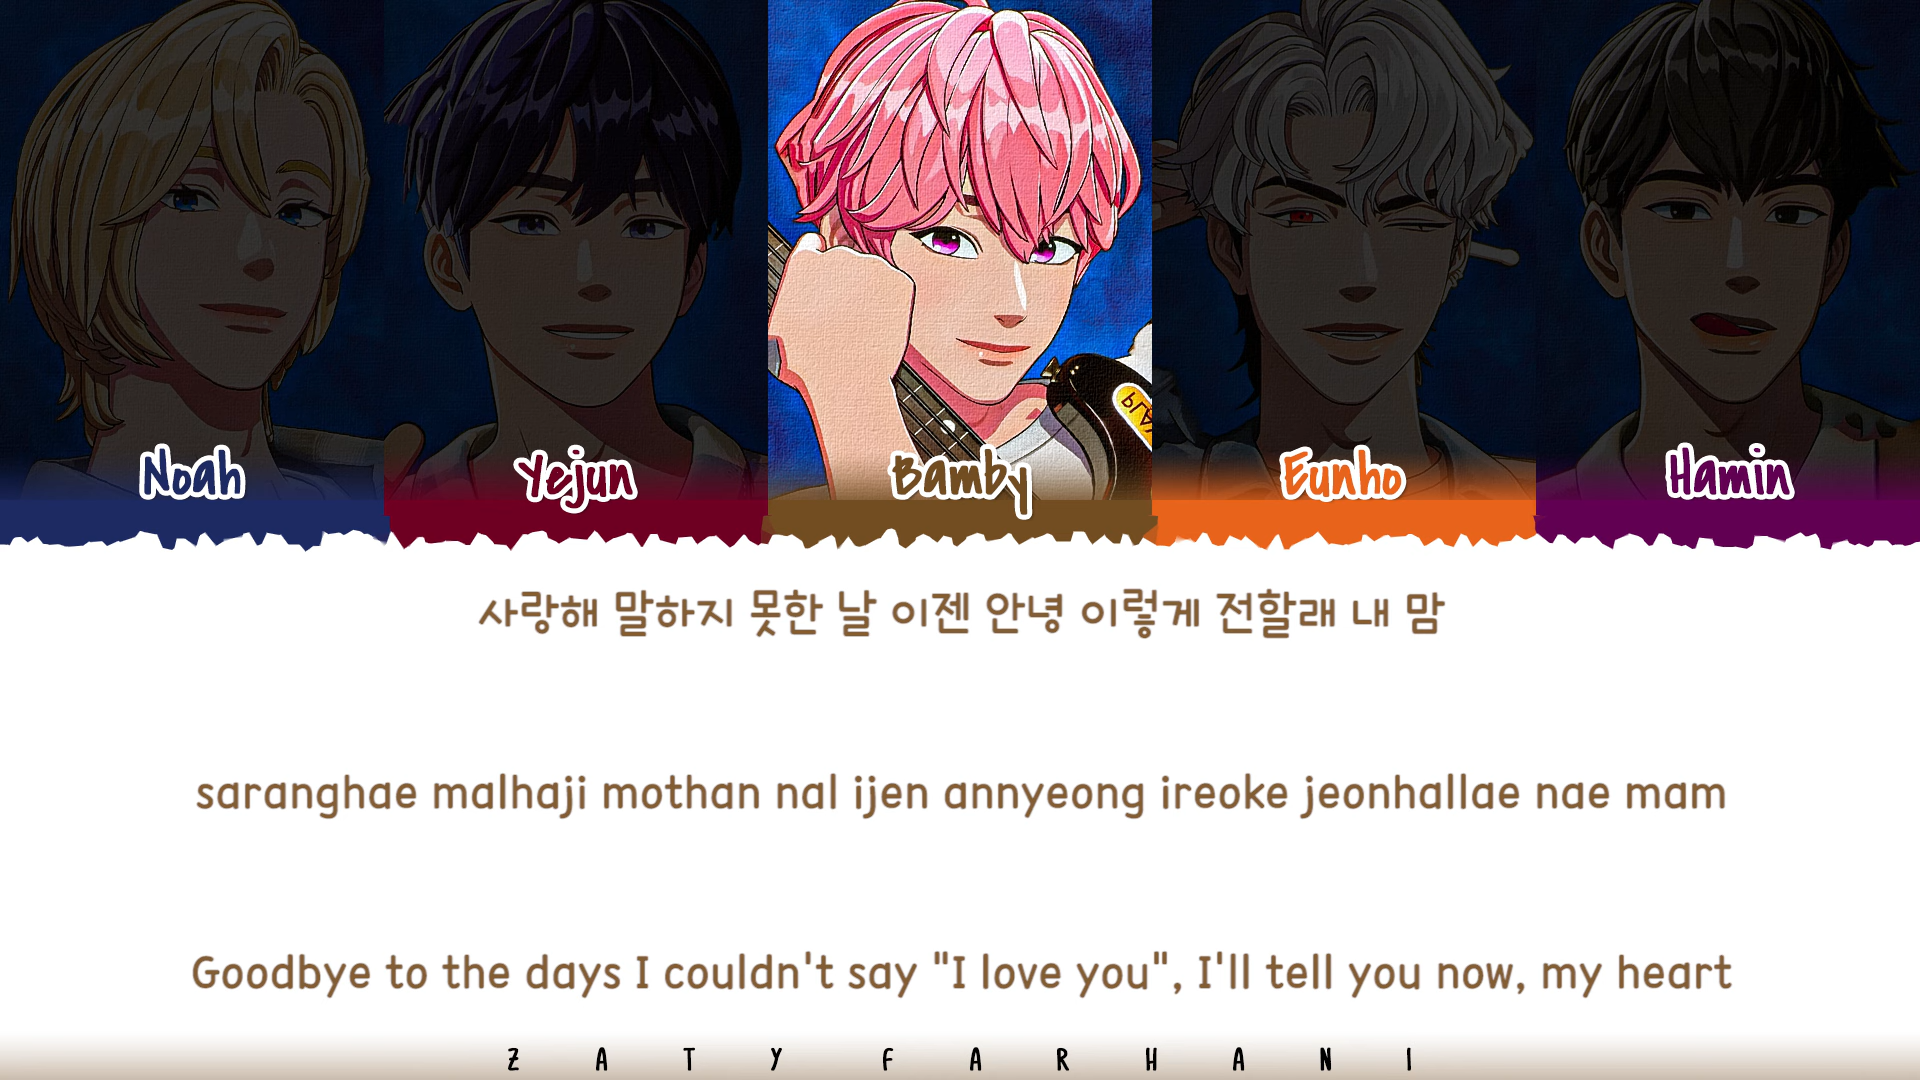 Noah Yejun Bamby Eunho Hamin
사랑해 말하지 못한 날 이젠 안녕 이렇게 전할래 내 맘
saranghae malhaji mothan nal ijen annyeong ireoke jeonhallae nae mam
Goodbye to the days I couldn't say "I love you", I'll tell you now, my heart
ZATY FARHANI